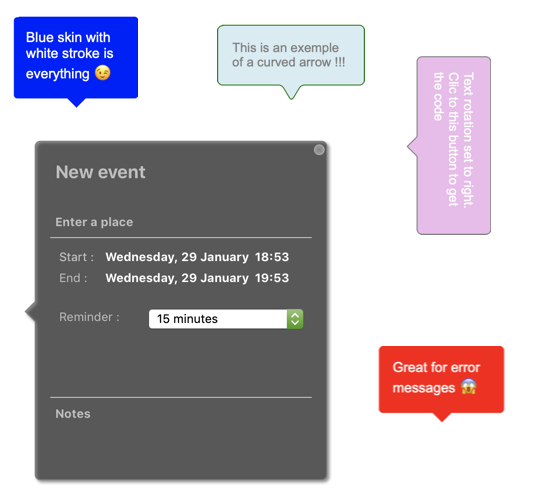 Blue skin with
white stroke is
everything 😉
This is an exemple
of a curved arrow !!!
Text rotation set to right.
Clic to this button to get
the code
New event
Enter a place
Start : Wednesday, 29 January 18:53
End : Wednesday, 29 January 19:53
Reminder : 15 minutes
Notes
Great for error
messages 😱